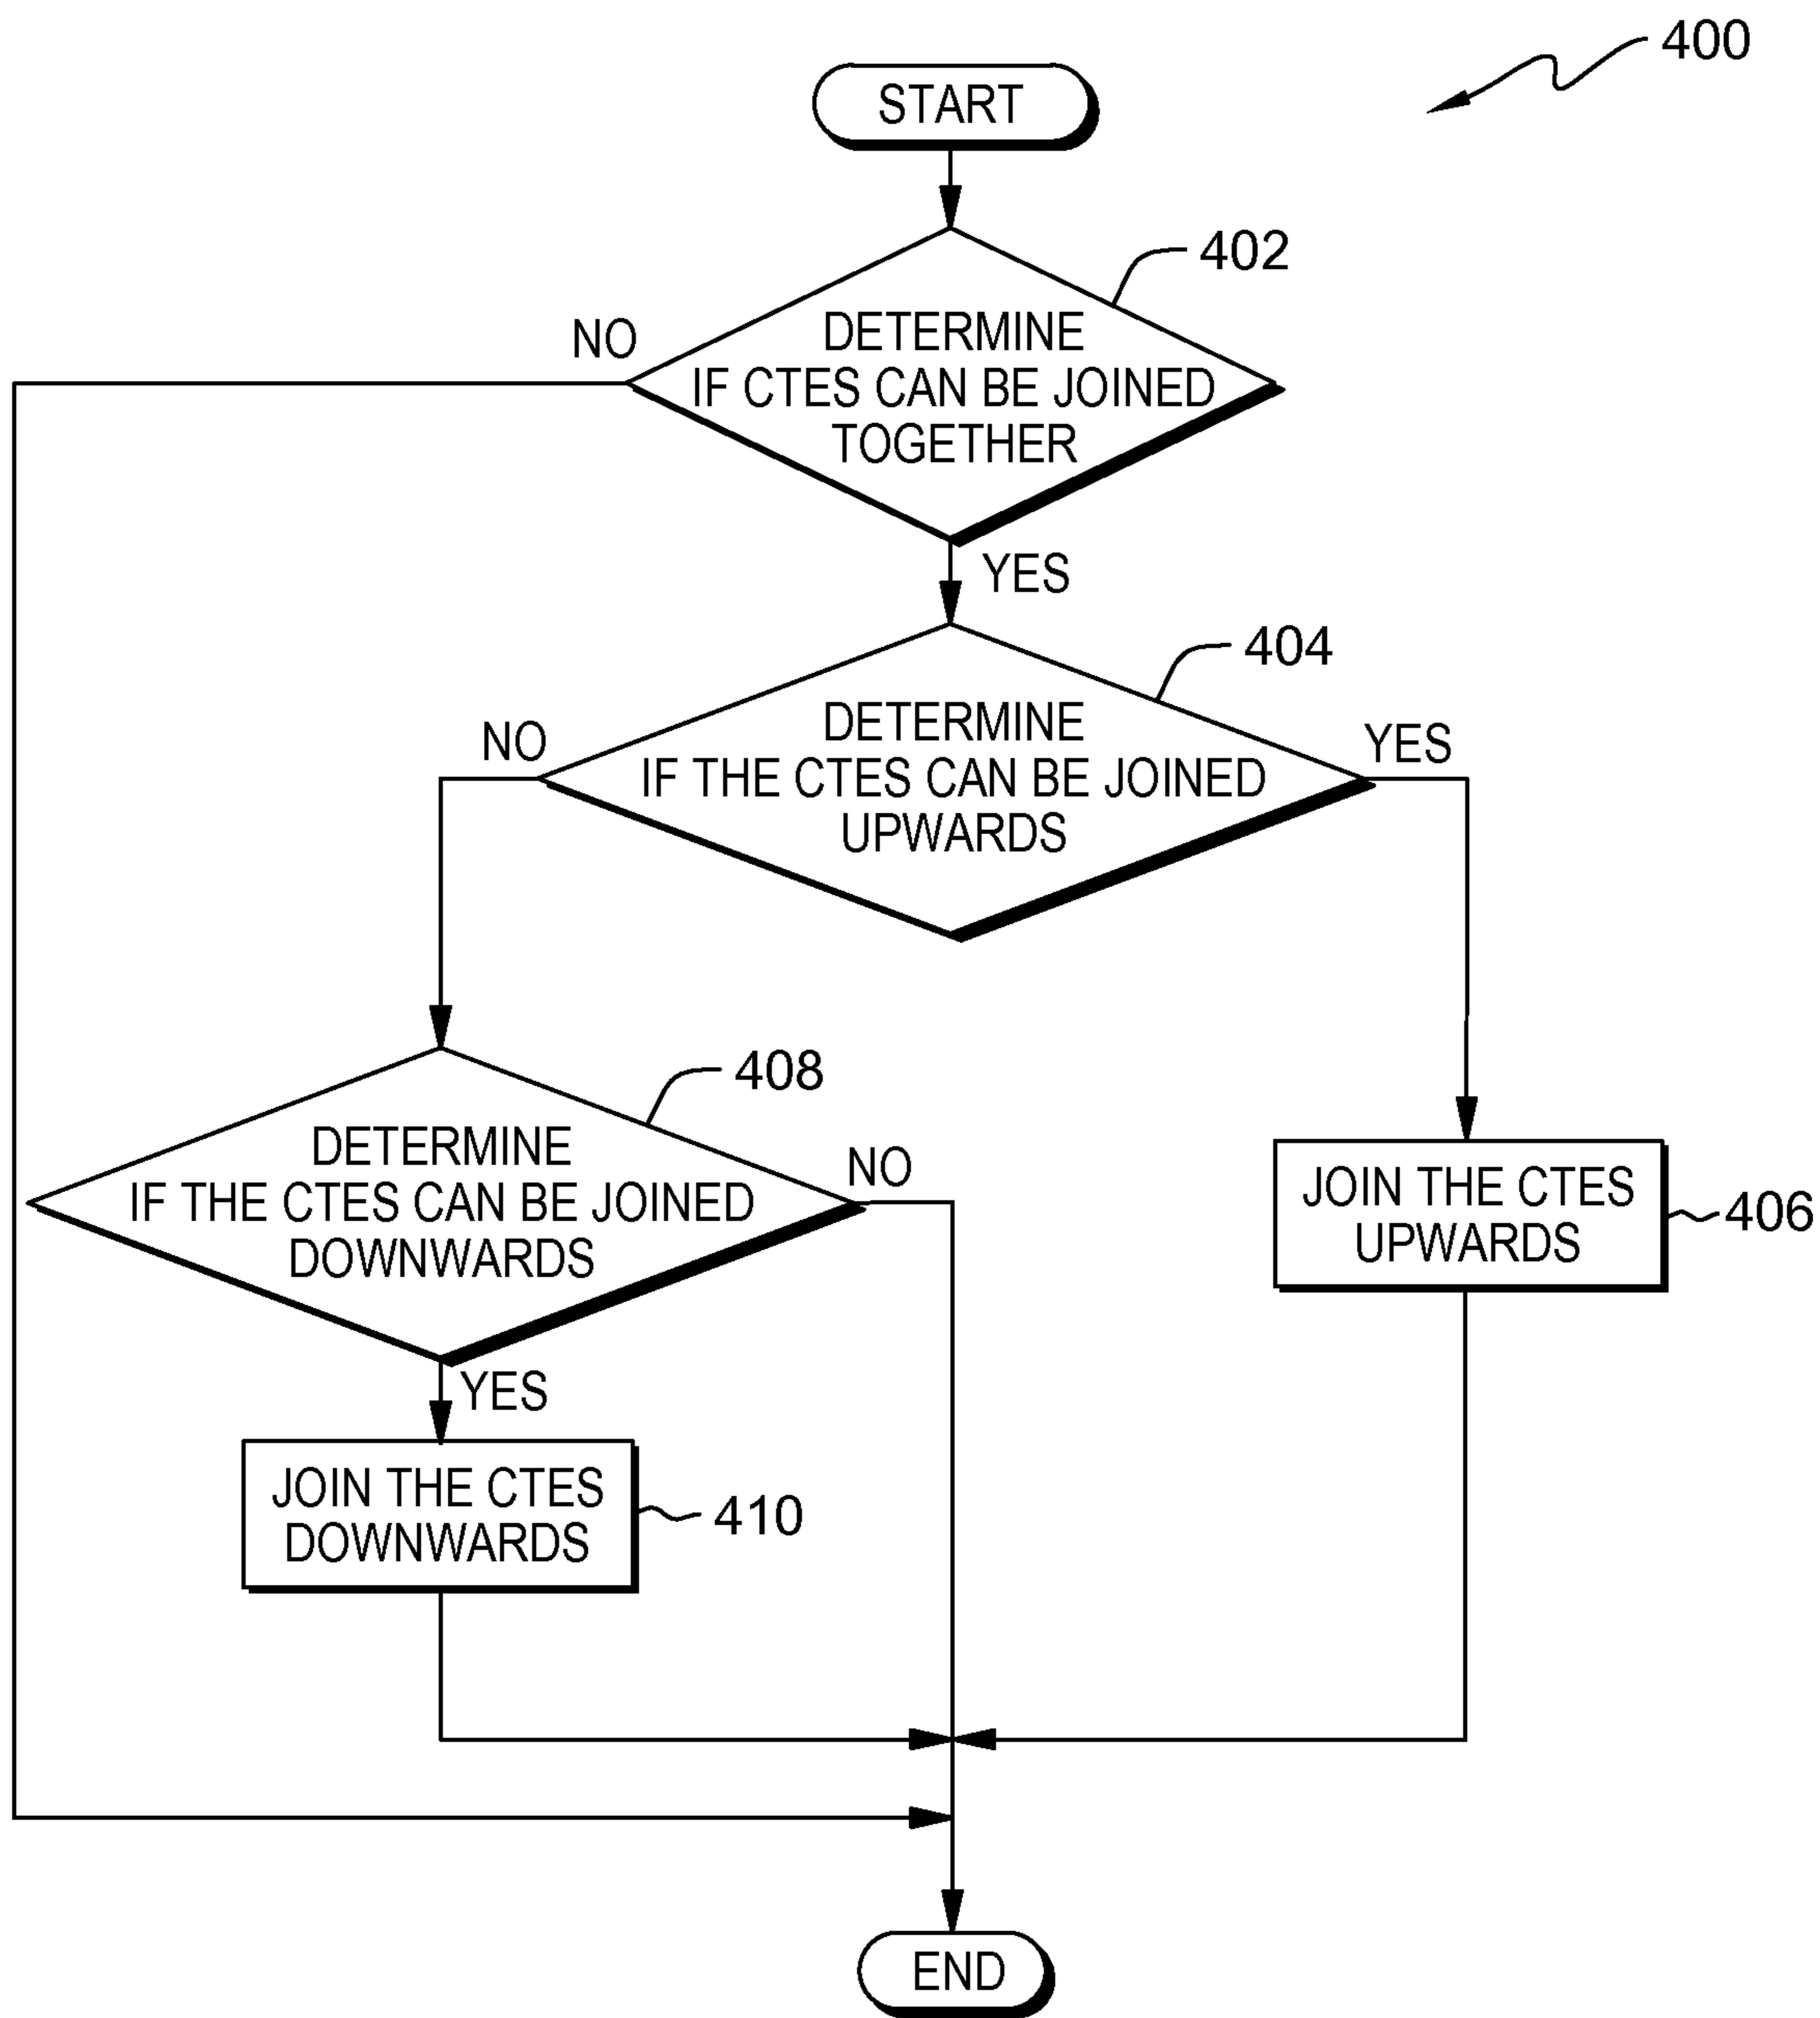 400
START
402
NO
DETERMINE
IF CTES CAN BE JOINED
TOGETHER
YES
404
NO
DETERMINE
IF THE CTES CAN BE JOINED
UPWARDS
YES
408
DETERMINE
IF THE CTES CAN BE JOINED
DOWNWARDS
NO
JOIN THE CTES
UPWARDS
406
YES
JOIN THE CTES
DOWNWARDS
410
END